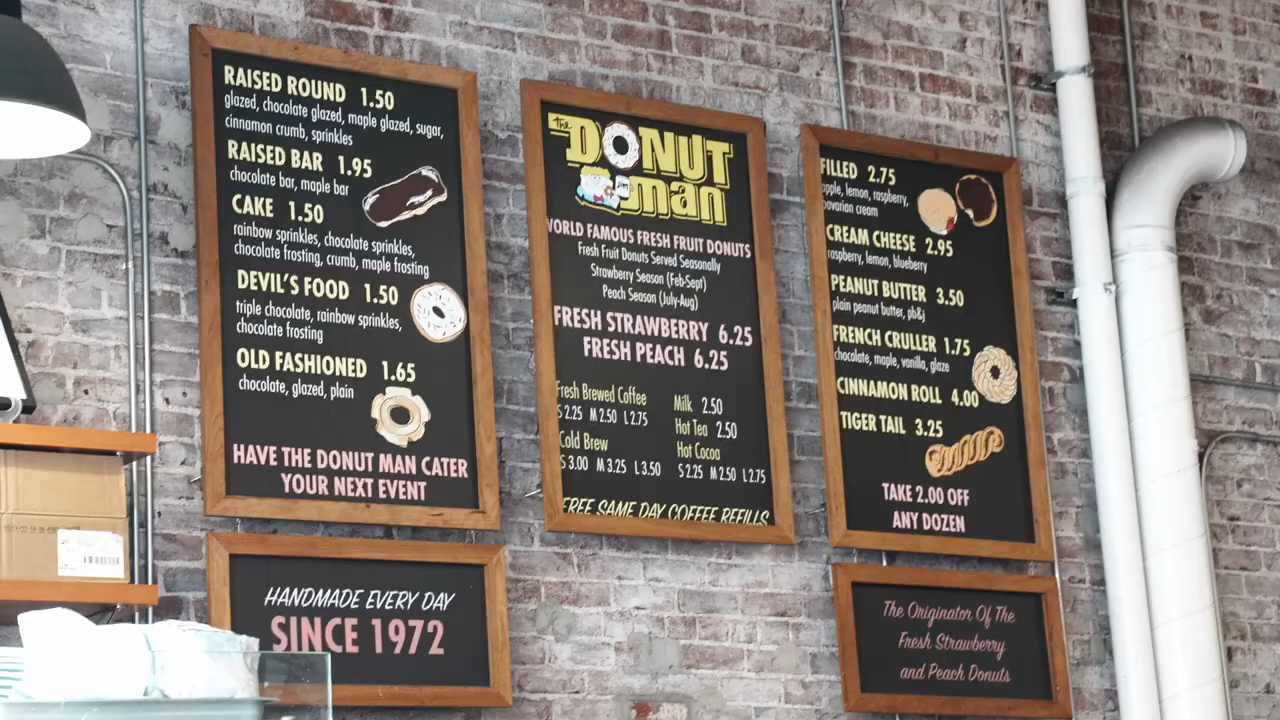 RAISED ROUND 1.50
glazed, chocolate glazed, maple glazed, sugar,
cinnamon crumb, sprinkles
RAISED BAR 1.95
chocolate bar, maple bar
CAKE 1.50
rainbow sprinkles, chocolate sprinkles,
chocolate frosting, crumb, maple frosting
DEVIL'S FOOD 1.50
triple chocolate, rainbow sprinkles,
chocolate frosting
OLD FASHIONED 1.65
chocolate, glazed, plain
HAVE THE DONUT MAN CATER
YOUR NEXT EVENT
HANDMADE EVERY DAY
SINCE 1972
the DONUT
man
WORLD FAMOUS FRESH FRUIT DONUTS
Fresh Fruit Donuts Served Seasonally
Strawberry Season (Feb-Sept)
Peach Season (July-Aug)
FRESH STRAWBERRY 6.25
FRESH PEACH 6.25
Fresh Brewed Coffee
S 2.25 M 2.50 L 2.75
Cold Brew
S 3.00 M 3.25 L 3.50
Milk 2.50
Hot Tea 2.50
Hot Cocoa
S 2.25 M 2.50 L 2.75
FREE SAME DAY COFFEE REFILLS
FILLED 2.75
apple, lemon, raspberry,
bavarian cream
CREAM CHEESE 2.95
raspberry, lemon, blueberry
PEANUT BUTTER 3.50
plain peanut butter, pb&j
FRENCH CRULLER 1.75
chocolate, maple, vanilla, glaze
CINNAMON ROLL 4.00
TIGER TAIL 3.25
TAKE 2.00 OFF
ANY DOZEN
The Originator Of The
Fresh Strawberry
and Peach Donuts